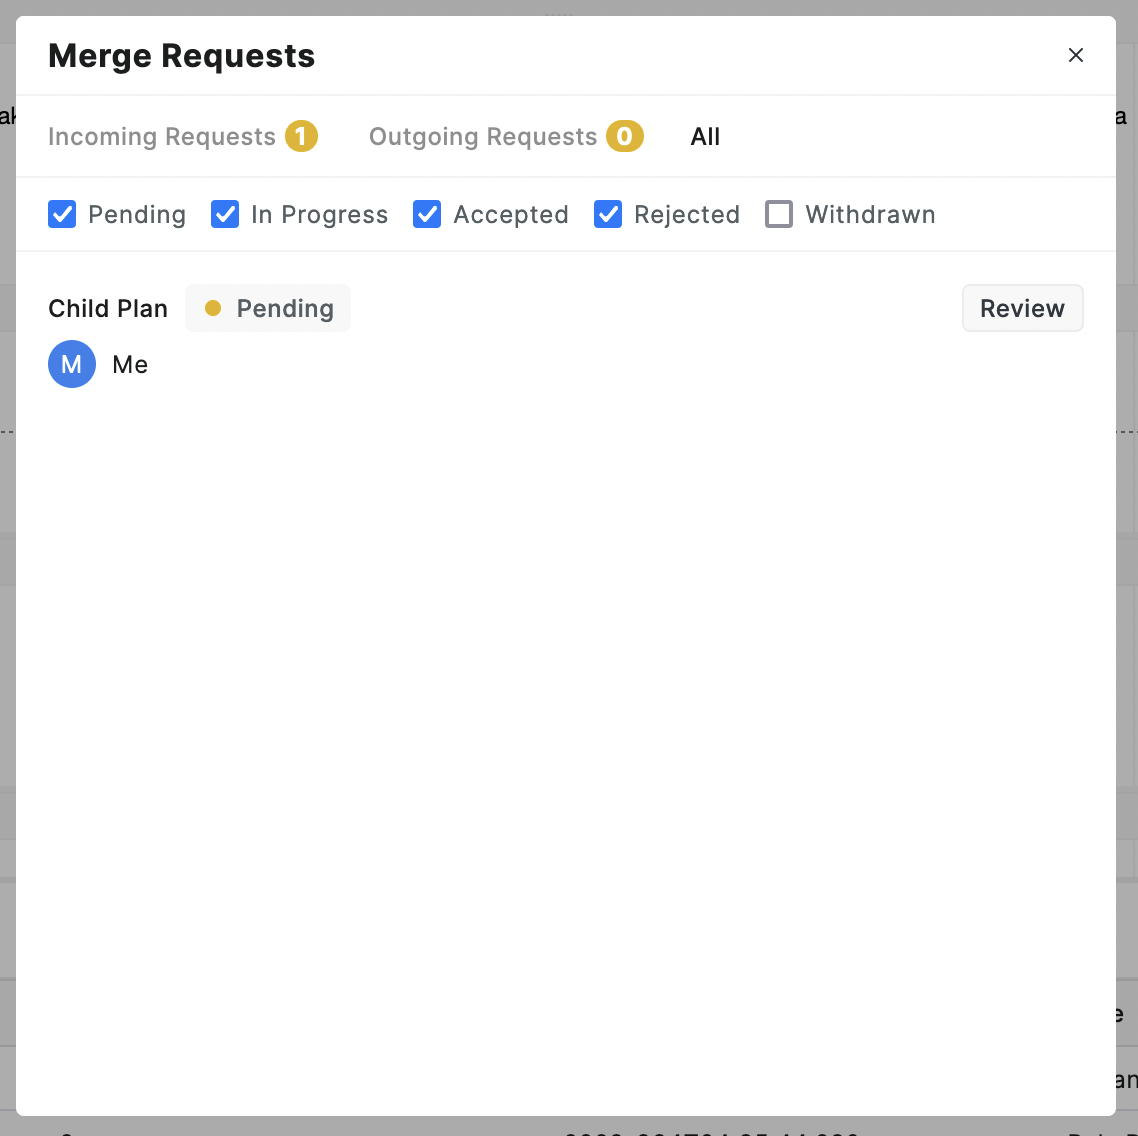 Merge Requests
Incoming Requests 1 Outgoing Requests 0 All
Pending In Progress Accepted Rejected Withdrawn
Child Plan Pending Review
M Me